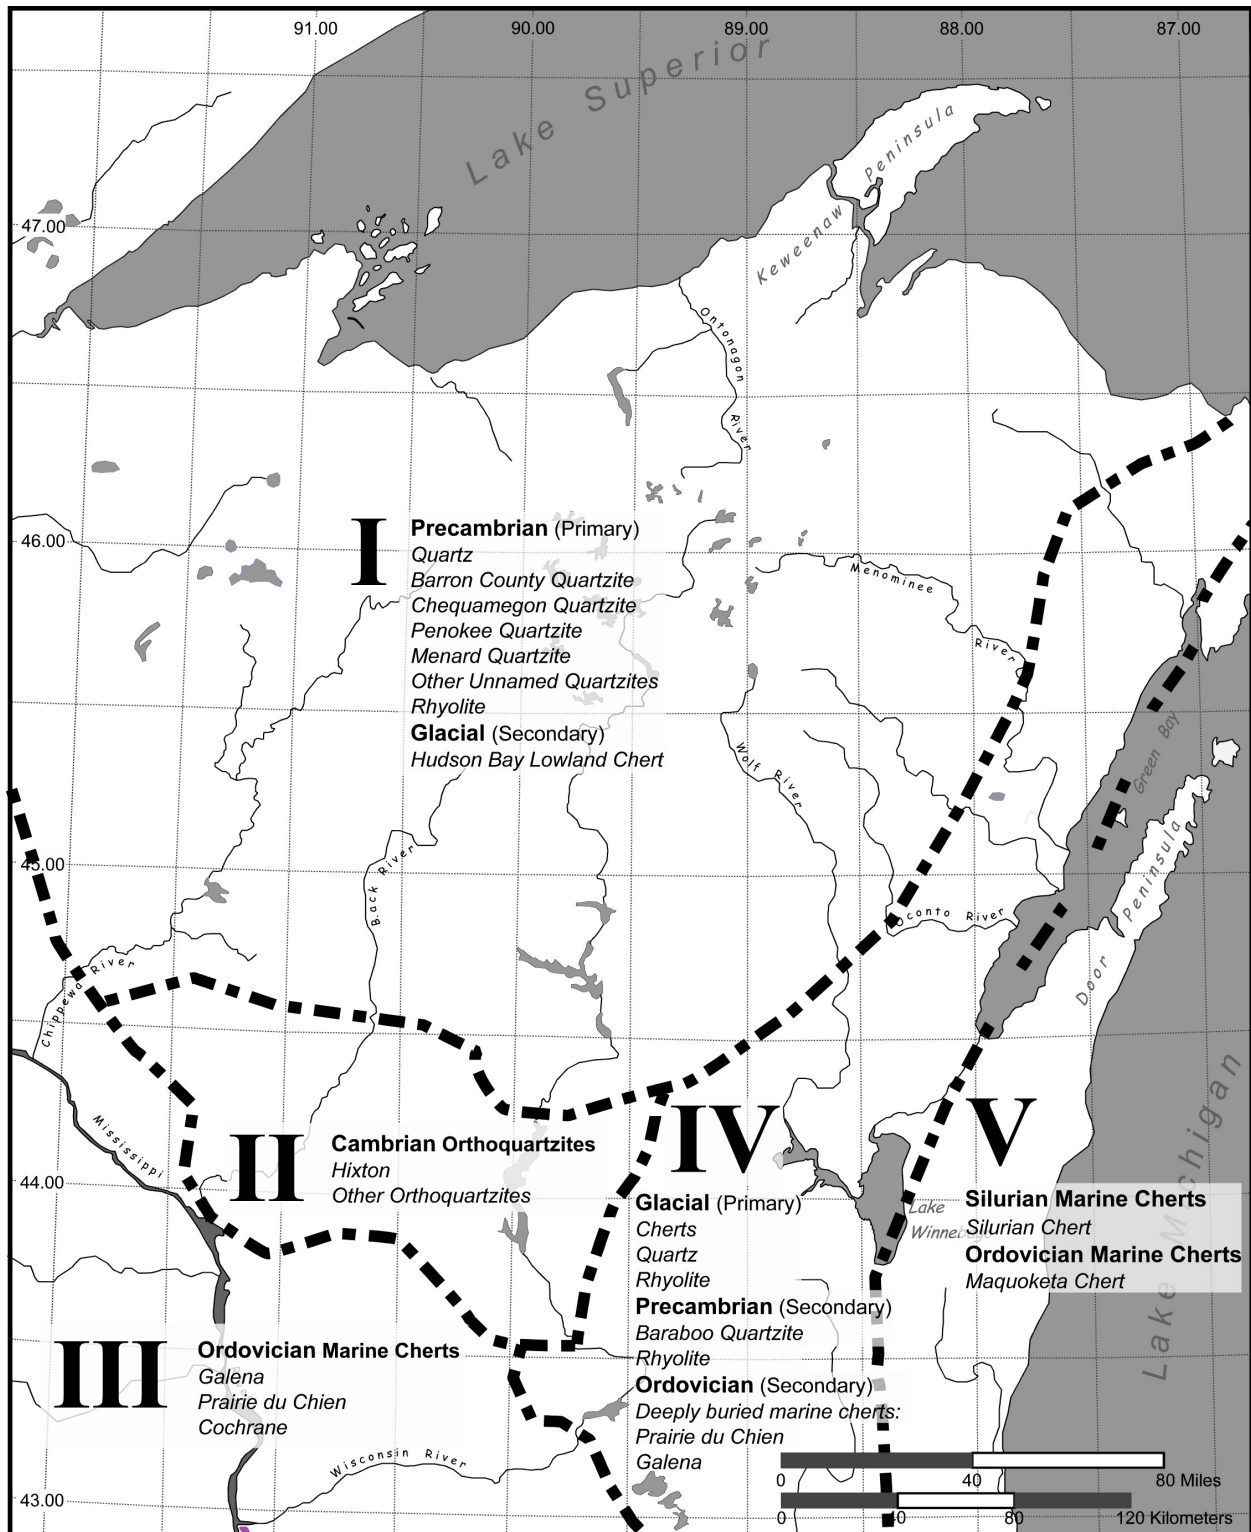 91.00 90.00 89.00 88.00 87.00
Lake Superior
Keweenaw Peninsula
47.00
Ontonagon River
46.00
I
Precambrian (Primary)
Quartz
Barron County Quartzite
Chequamegon Quartzite
Penokee Quartzite
Menard Quartzite
Other Unnamed Quartzites
Rhyolite
Glacial (Secondary)
Hudson Bay Lowland Chert
Menominee River
Wolf River
Green Bay
45.00
Back River
Oconto River
Door Peninsula
Chippewa River
Mississippi
44.00
II
Cambrian Orthoquartzites
Hixton
Other Orthoquartzites
IV
Glacial (Primary)
Cherts
Quartz
Rhyolite
Precambrian (Secondary)
Baraboo Quartzite
Rhyolite
Ordovician (Secondary)
Deeply buried marine cherts:
Prairie du Chien
Galena
V
Silurian Marine Cherts
Silurian Chert
Ordovician Marine Cherts
Maquoketa Chert
Lake
Winnebago
Lake Michigan
III
Ordovician Marine Cherts
Galena
Prairie du Chien
Cochrane
Wisconsin River
43.00
0 40 80 Miles
0 40 80 120 Kilometers